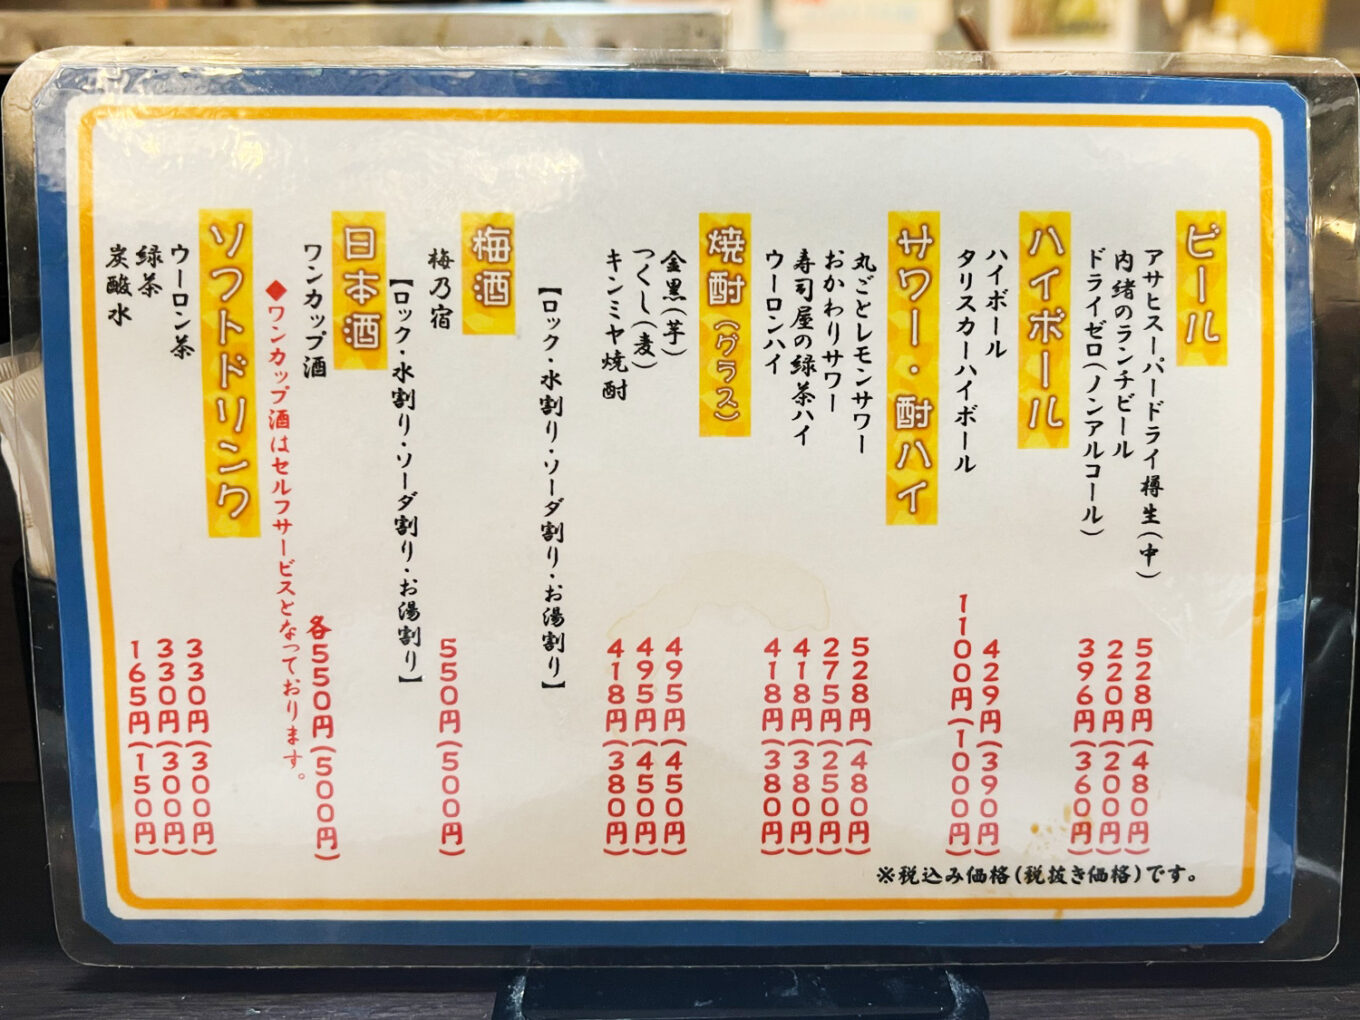 ビール
アサヒスーパードライ樽生(中) 528円(480円)
内緒のランチビール 220円(200円)
ドライゼロ(ノンアルコール) 396円(360円)
ハイボール
ハイボール 429円(390円)
タリスカーハイボール 1100円(1000円)
サワー・酎ハイ
丸ごとレモンサワー 528円(480円)
おかわりサワー 275円(250円)
寿司屋の緑茶ハイ 418円(380円)
ウーロンハイ 418円(380円)
焼酎(グラス)
金黒(芋) 495円(450円)
つくし(麦) 495円(450円)
キンミヤ焼酎 418円(380円)
【ロック・水割り・ソーダ割り・お湯割り】
梅酒
梅乃宿 550円(500円)
【ロック・水割り・ソーダ割り・お湯割り】
日本酒
ワンカップ酒 各550円(500円)
◆ワンカップ酒はセルフサービスとなっております。
ソフトドリンク
ウーロン茶 330円(300円)
緑茶 330円(300円)
炭酸水 165円(150円)
※税込み価格(税抜き価格)です。